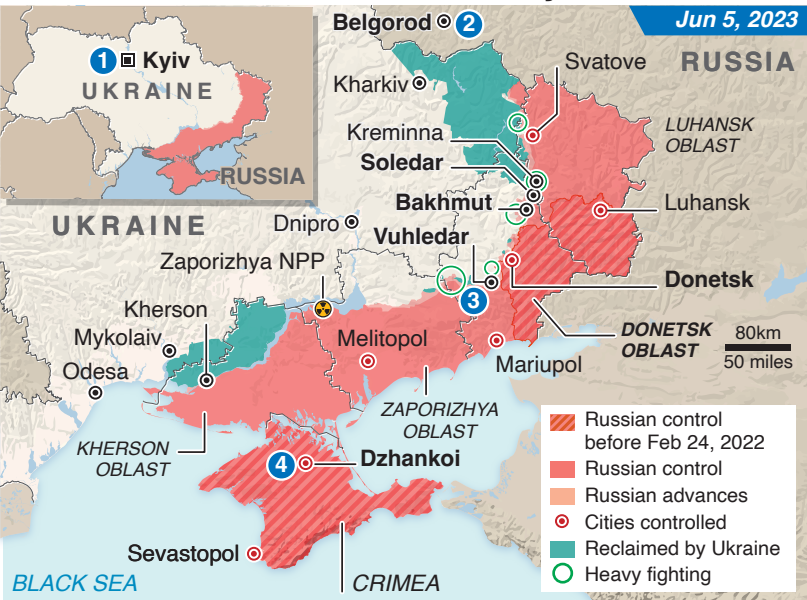 Jun 5, 2023
1 Kyiv
UKRAINE
RUSSIA
Belgorod 2
Svatove
RUSSIA
Kharkiv
LUHANSK
OBLAST
Kreminna
Soledar
Bakhmut
Luhansk
UKRAINE
Dnipro
Vuhledar
Zaporizhya NPP
Donetsk
3
Kherson
Mykolaiv
Melitopol
DONETSK
OBLAST
80km
50 miles
Odesa
Mariupol
ZAPORIZHYA
OBLAST
KHERSON
OBLAST
4 Dzhankoi
Sevastopol
BLACK SEA
CRIMEA
Russian control
before Feb 24, 2022
Russian control
Russian advances
Cities controlled
Reclaimed by Ukraine
Heavy fighting